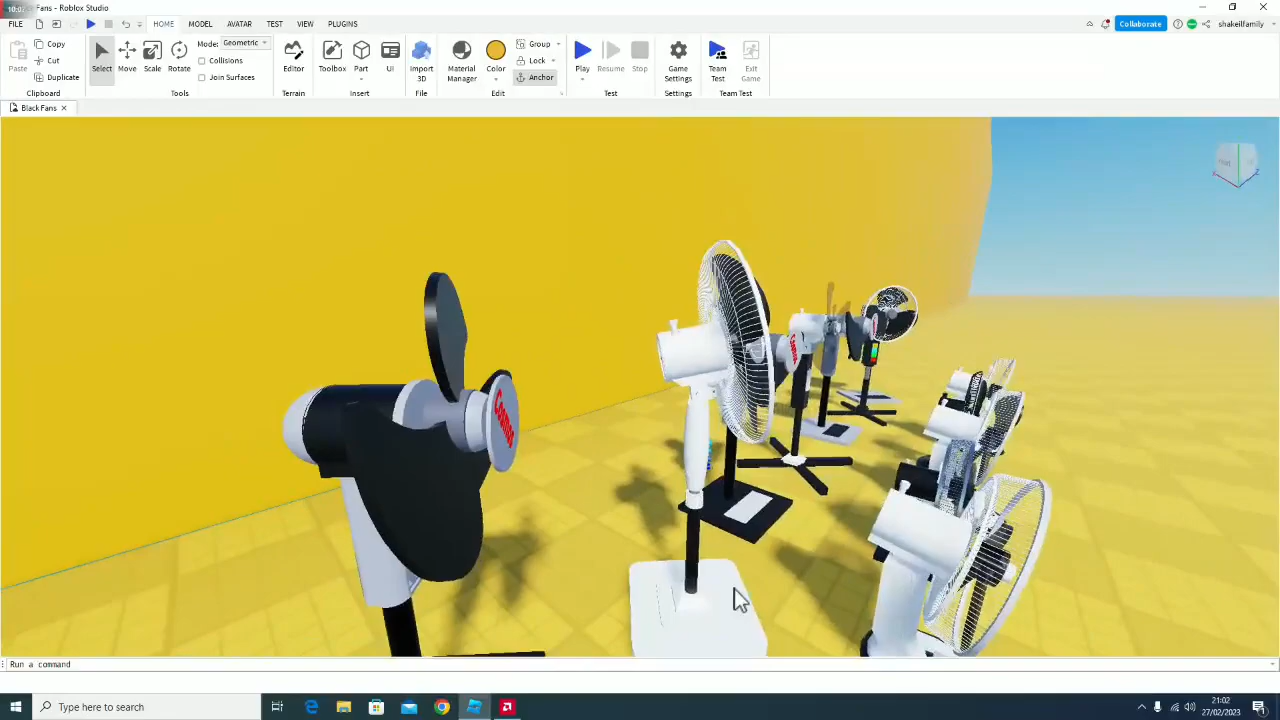 10:07 Fans - Roblox Studio
FILE HOME MODEL AVATAR TEST VIEW PLUGINS Collaborate shakeilfamily
Paste Copy Cut Duplicate Clipboard
Select Move Scale Rotate Mode: Geometric Collisions Join Surfaces Tools
Editor Terrain
Toolbox Part UI Insert
Import 3D File
Material Manager Color Group Lock Anchor Edit
Play Resume Stop Test
Game Settings Settings
Team Test Exit Game Team Test
Black Fans
Run a command
Type here to search
21:02
27/02/2023